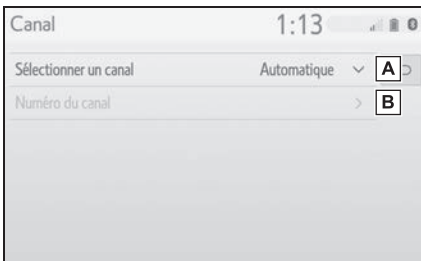 Canal 1:13
Sélectionner un canal Automatique A
Numéro du canal B